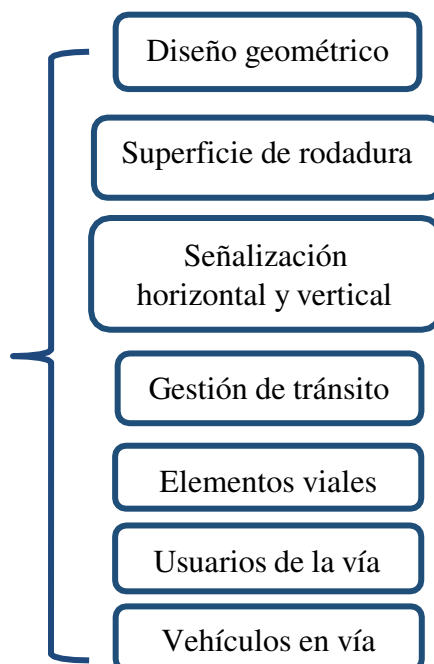 Diseño geométrico
Superficie de rodadura
Señalización
horizontal y vertical
Gestión de tránsito
Elementos viales
Usuarios de la vía
Vehículos en vía